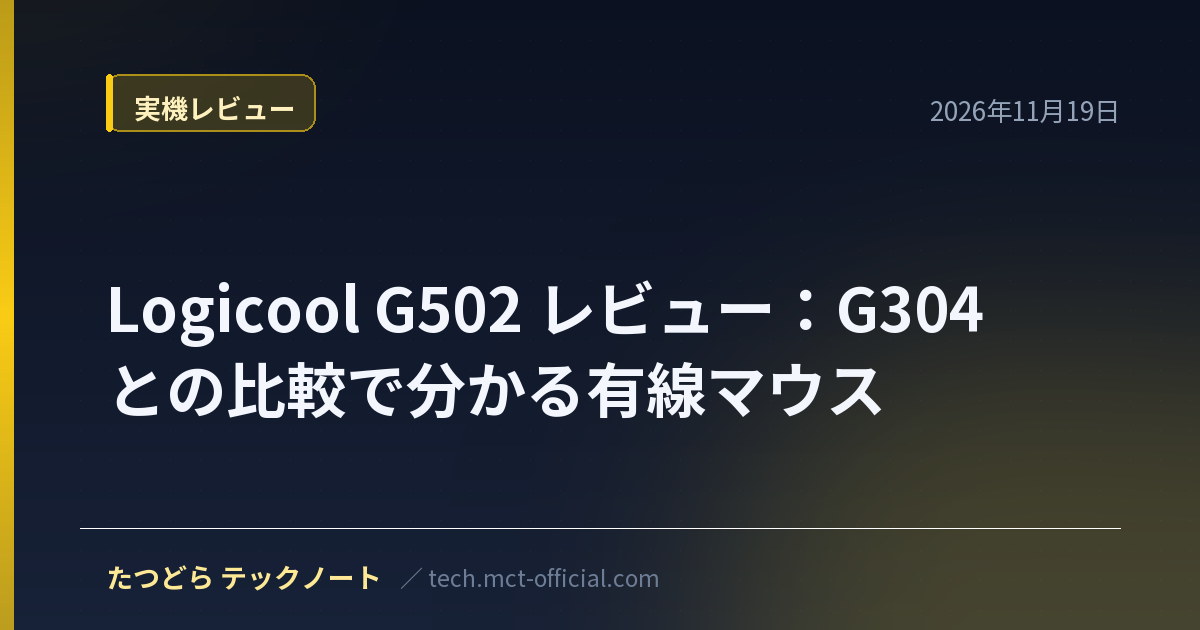 実機レビュー
2026年11月19日
Logicool G502 レビュー：G304
との比較で分かる有線マウス
たつどら テックノート ／ tech.mct-official.com